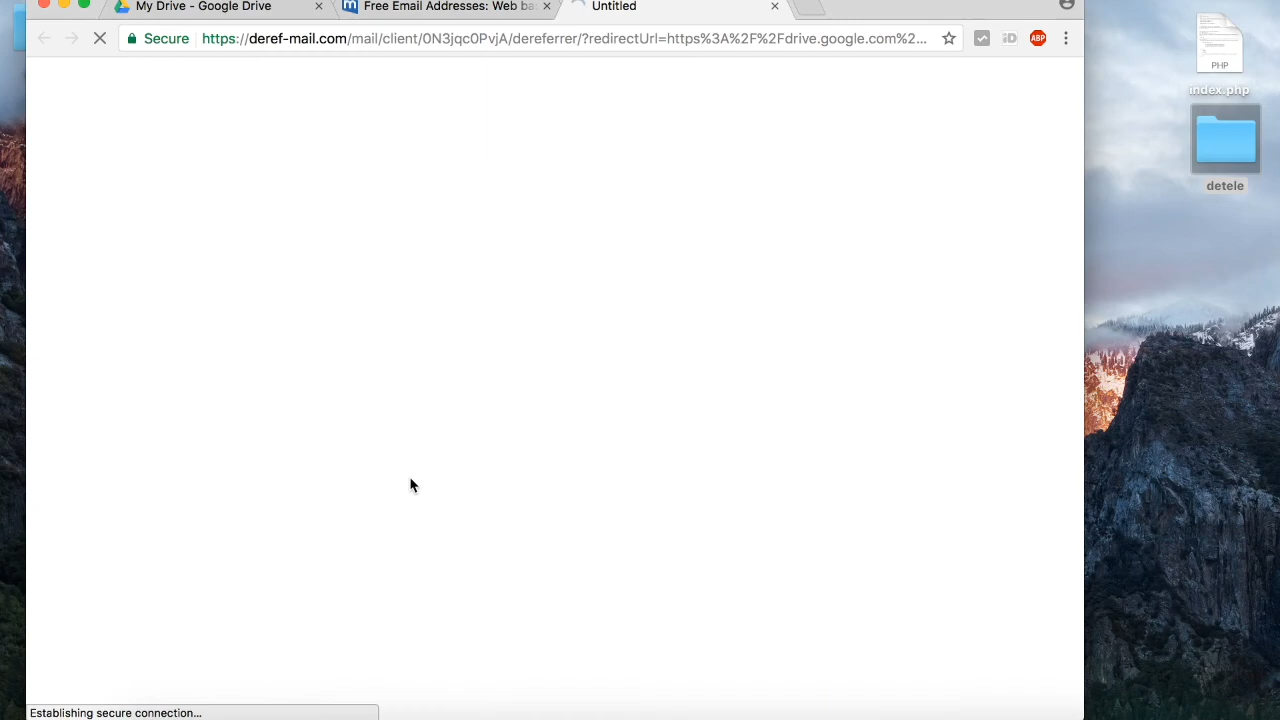 My Drive - Google Drive
Free Email Addresses: Web ba
Untitled
Secure
https://deref-mail.com/mail/client/0N3jqc0PvjA/dereferrer/?redirectUrl=https%3A%2F%2Fdrive.google.com%2...
ABP
PHP
index.php
detele
Establishing secure connection...